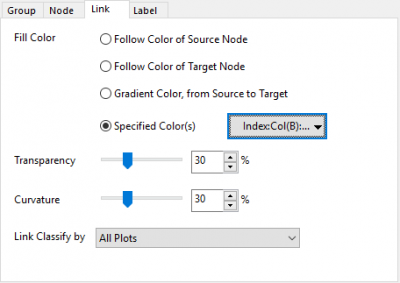 Group Node Link Label
Fill Color
Follow Color of Source Node
Follow Color of Target Node
Gradient Color, from Source to Target
Specified Color(s) Index:Col(B):...
Transparency 30 %
Curvature 30 %
Link Classify by All Plots